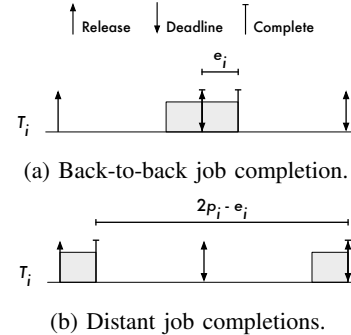 Release Deadline Complete
e_i
T_i
(a) Back-to-back job completion.
2p_i - e_i
T_i
(b) Distant job completions.